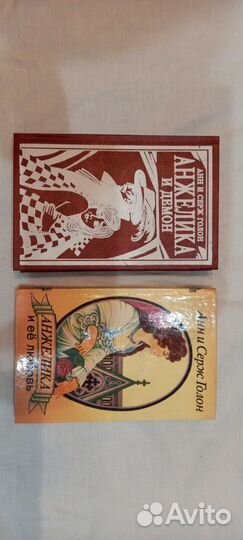 АНН И СЕРЖ ГОЛОН
АНЖЕЛИКА
И ДЕМОН
Анн и Серж Голон
АНЖЕЛИКА
И ЕЁ ЛЮБОВЬ
Avito